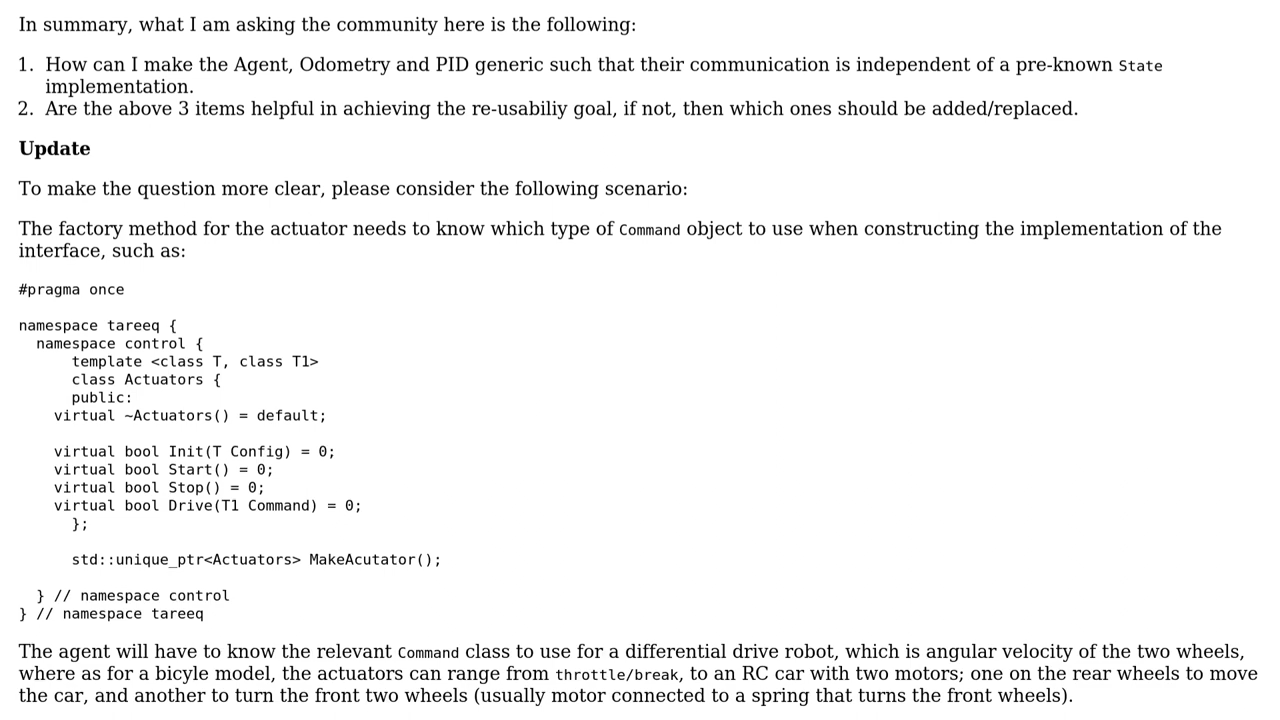 In summary, what I am asking the community here is the following:
1. How can I make the Agent, Odometry and PID generic such that their communication is independent of a pre-known State
implementation.
2. Are the above 3 items helpful in achieving the re-usabiliy goal, if not, then which ones should be added/replaced.
Update
To make the question more clear, please consider the following scenario:
The factory method for the actuator needs to know which type of Command object to use when constructing the implementation of the
interface, such as:
#pragma once
namespace tareeq {
  namespace control {
      template <class T, class T1>
      class Actuators {
      public:
    virtual ~Actuators() = default;
    virtual bool Init(T Config) = 0;
    virtual bool Start() = 0;
    virtual bool Stop() = 0;
    virtual bool Drive(T1 Command) = 0;
      };
      std::unique_ptr<Actuators> MakeAcutator();
  } // namespace control
} // namespace tareeq
The agent will have to know the relevant Command class to use for a differential drive robot, which is angular velocity of the two wheels,
where as for a bicyle model, the actuators can range from throttle/break, to an RC car with two motors; one on the rear wheels to move
the car, and another to turn the front two wheels (usually motor connected to a spring that turns the front wheels).